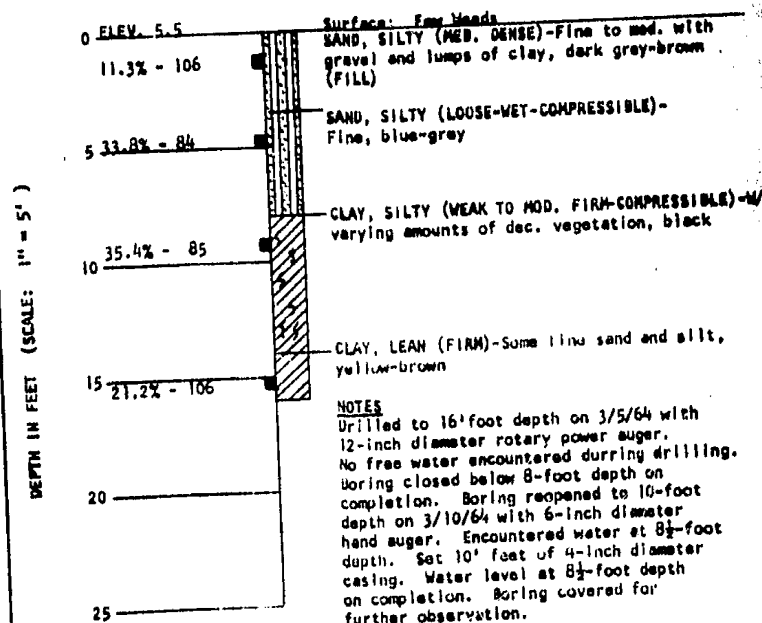 0 ELEV. 5.5
11.3% - 106
5 33.8% - 84
35.4% - 85
10
15
21.2% - 106
20
25
DEPTH IN FEET (SCALE: 1" = 5')
Surface: Few Weeds
SAND, SILTY (MED. DENSE)-Fine to med. with
gravel and lumps of clay, dark grey-brown
(FILL)
SAND, SILTY (LOOSE-WET-COMPRESSIBLE)-
Fine, blue-grey
CLAY, SILTY (WEAK TO MOD. FIRM-COMPRESSIBLE)-W/
varying amounts of dec. vegetation, black
CLAY, LEAN (FIRM)-Some fine sand and silt,
yellow-brown
NOTES
Drilled to 16'foot depth on 3/5/64 with
12-inch diameter rotary power auger.
No free water encountered durring drilling.
Boring closed below 8-foot depth on
completion. Boring reopened to 10-foot
depth on 3/10/64 with 6-inch diameter
hand auger. Encountered water at 8½-foot
depth. Set 10' feet of 4-inch diameter
casing. Water level at 8½-foot depth
on completion. Boring covered for
further observation.